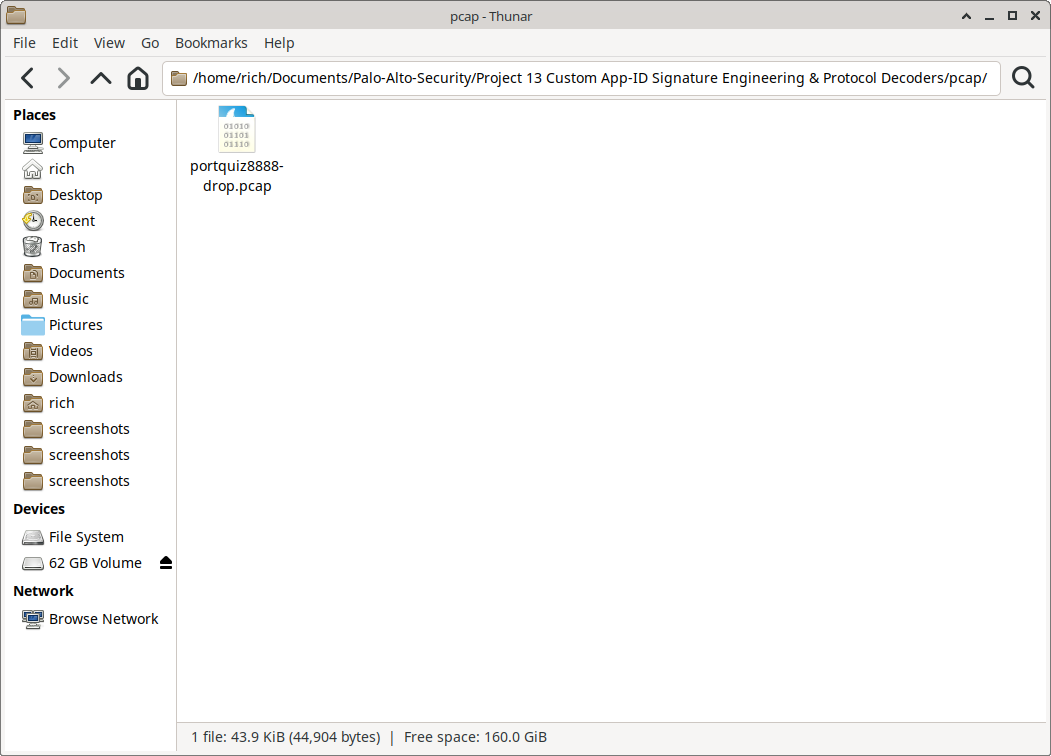 pcap - Thunar
File Edit View Go Bookmarks Help
/home/rich/Documents/Palo-Alto-Security/Project 13 Custom App-ID Signature Engineering & Protocol Decoders/pcap/
Places
Computer
rich
Desktop
Recent
Trash
Documents
Music
Pictures
Videos
Downloads
rich
screenshots
screenshots
screenshots
Devices
File System
62 GB Volume
Network
Browse Network
01010
01101
01110
portquiz8888-
drop.pcap
1 file: 43.9 KiB (44,904 bytes) | Free space: 160.0 GiB